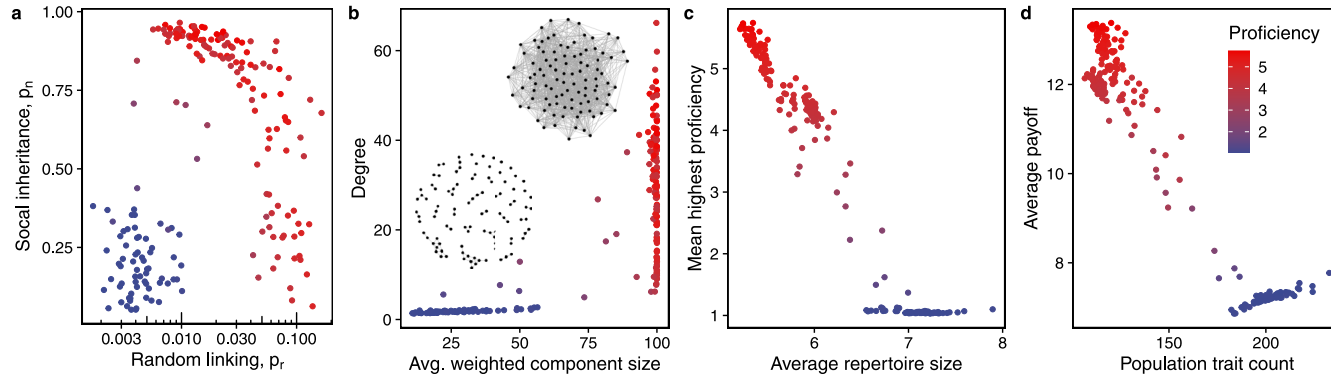 a
Socal inheritance, pn
1.00
0.75
0.50
0.25
0.003
0.010
0.030
0.100
Random linking, pr
b
Degree
60
40
20
0
25
50
75
100
Avg. weighted component size
c
Mean highest proficiency
5
4
3
2
1
6
7
8
Average repertoire size
d
Average payoff
12
10
8
150
200
Population trait count
Proficiency
5
4
3
2